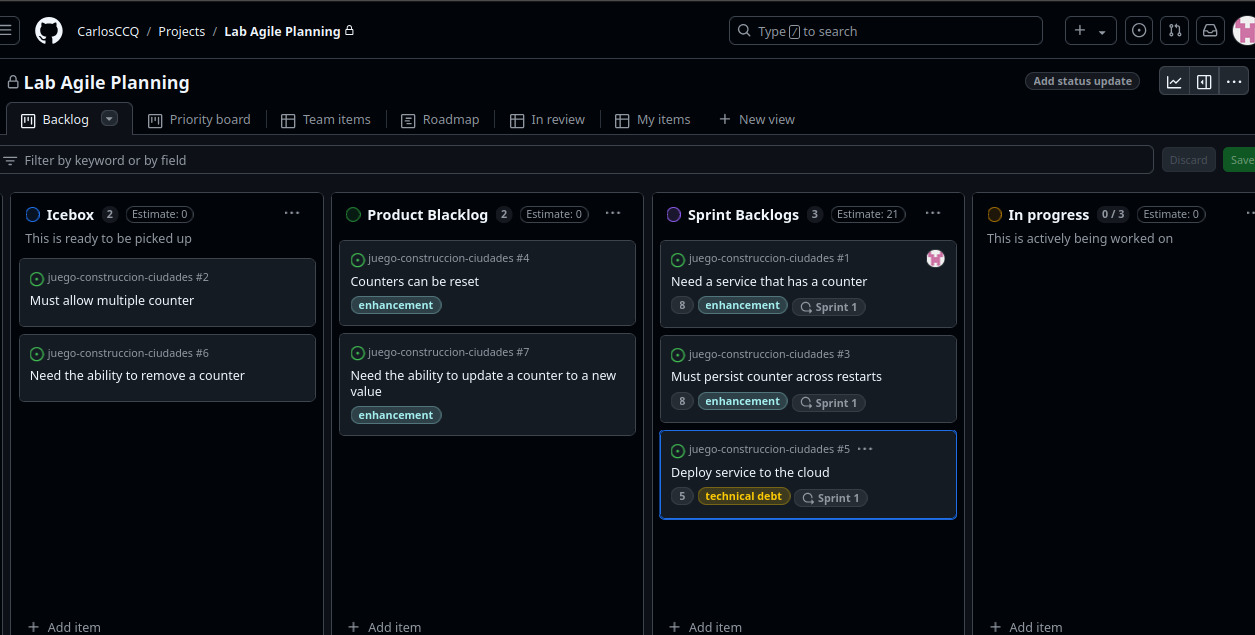 CarlosCCQ / Projects / Lab Agile Planning
Type / to search
Lab Agile Planning
Add status update
Backlog
Priority board
Team items
Roadmap
In review
My items
+ New view
Filter by keyword or by field
Discard
Save
Icebox 2 Estimate: 0
This is ready to be picked up
juego-construccion-ciudades #2
Must allow multiple counter
juego-construccion-ciudades #6
Need the ability to remove a counter
+ Add item
Product Blacklog 2 Estimate: 0
juego-construccion-ciudades #4
Counters can be reset
enhancement
juego-construccion-ciudades #7
Need the ability to update a counter to a new
value
enhancement
+ Add item
Sprint Backlogs 3 Estimate: 21
juego-construccion-ciudades #1
Need a service that has a counter
8 enhancement Sprint 1
juego-construccion-ciudades #3
Must persist counter across restarts
8 enhancement Sprint 1
juego-construccion-ciudades #5
Deploy service to the cloud
5 technical debt Sprint 1
+ Add item
In progress 0 / 3 Estimate: 0
This is actively being worked on
+ Add item